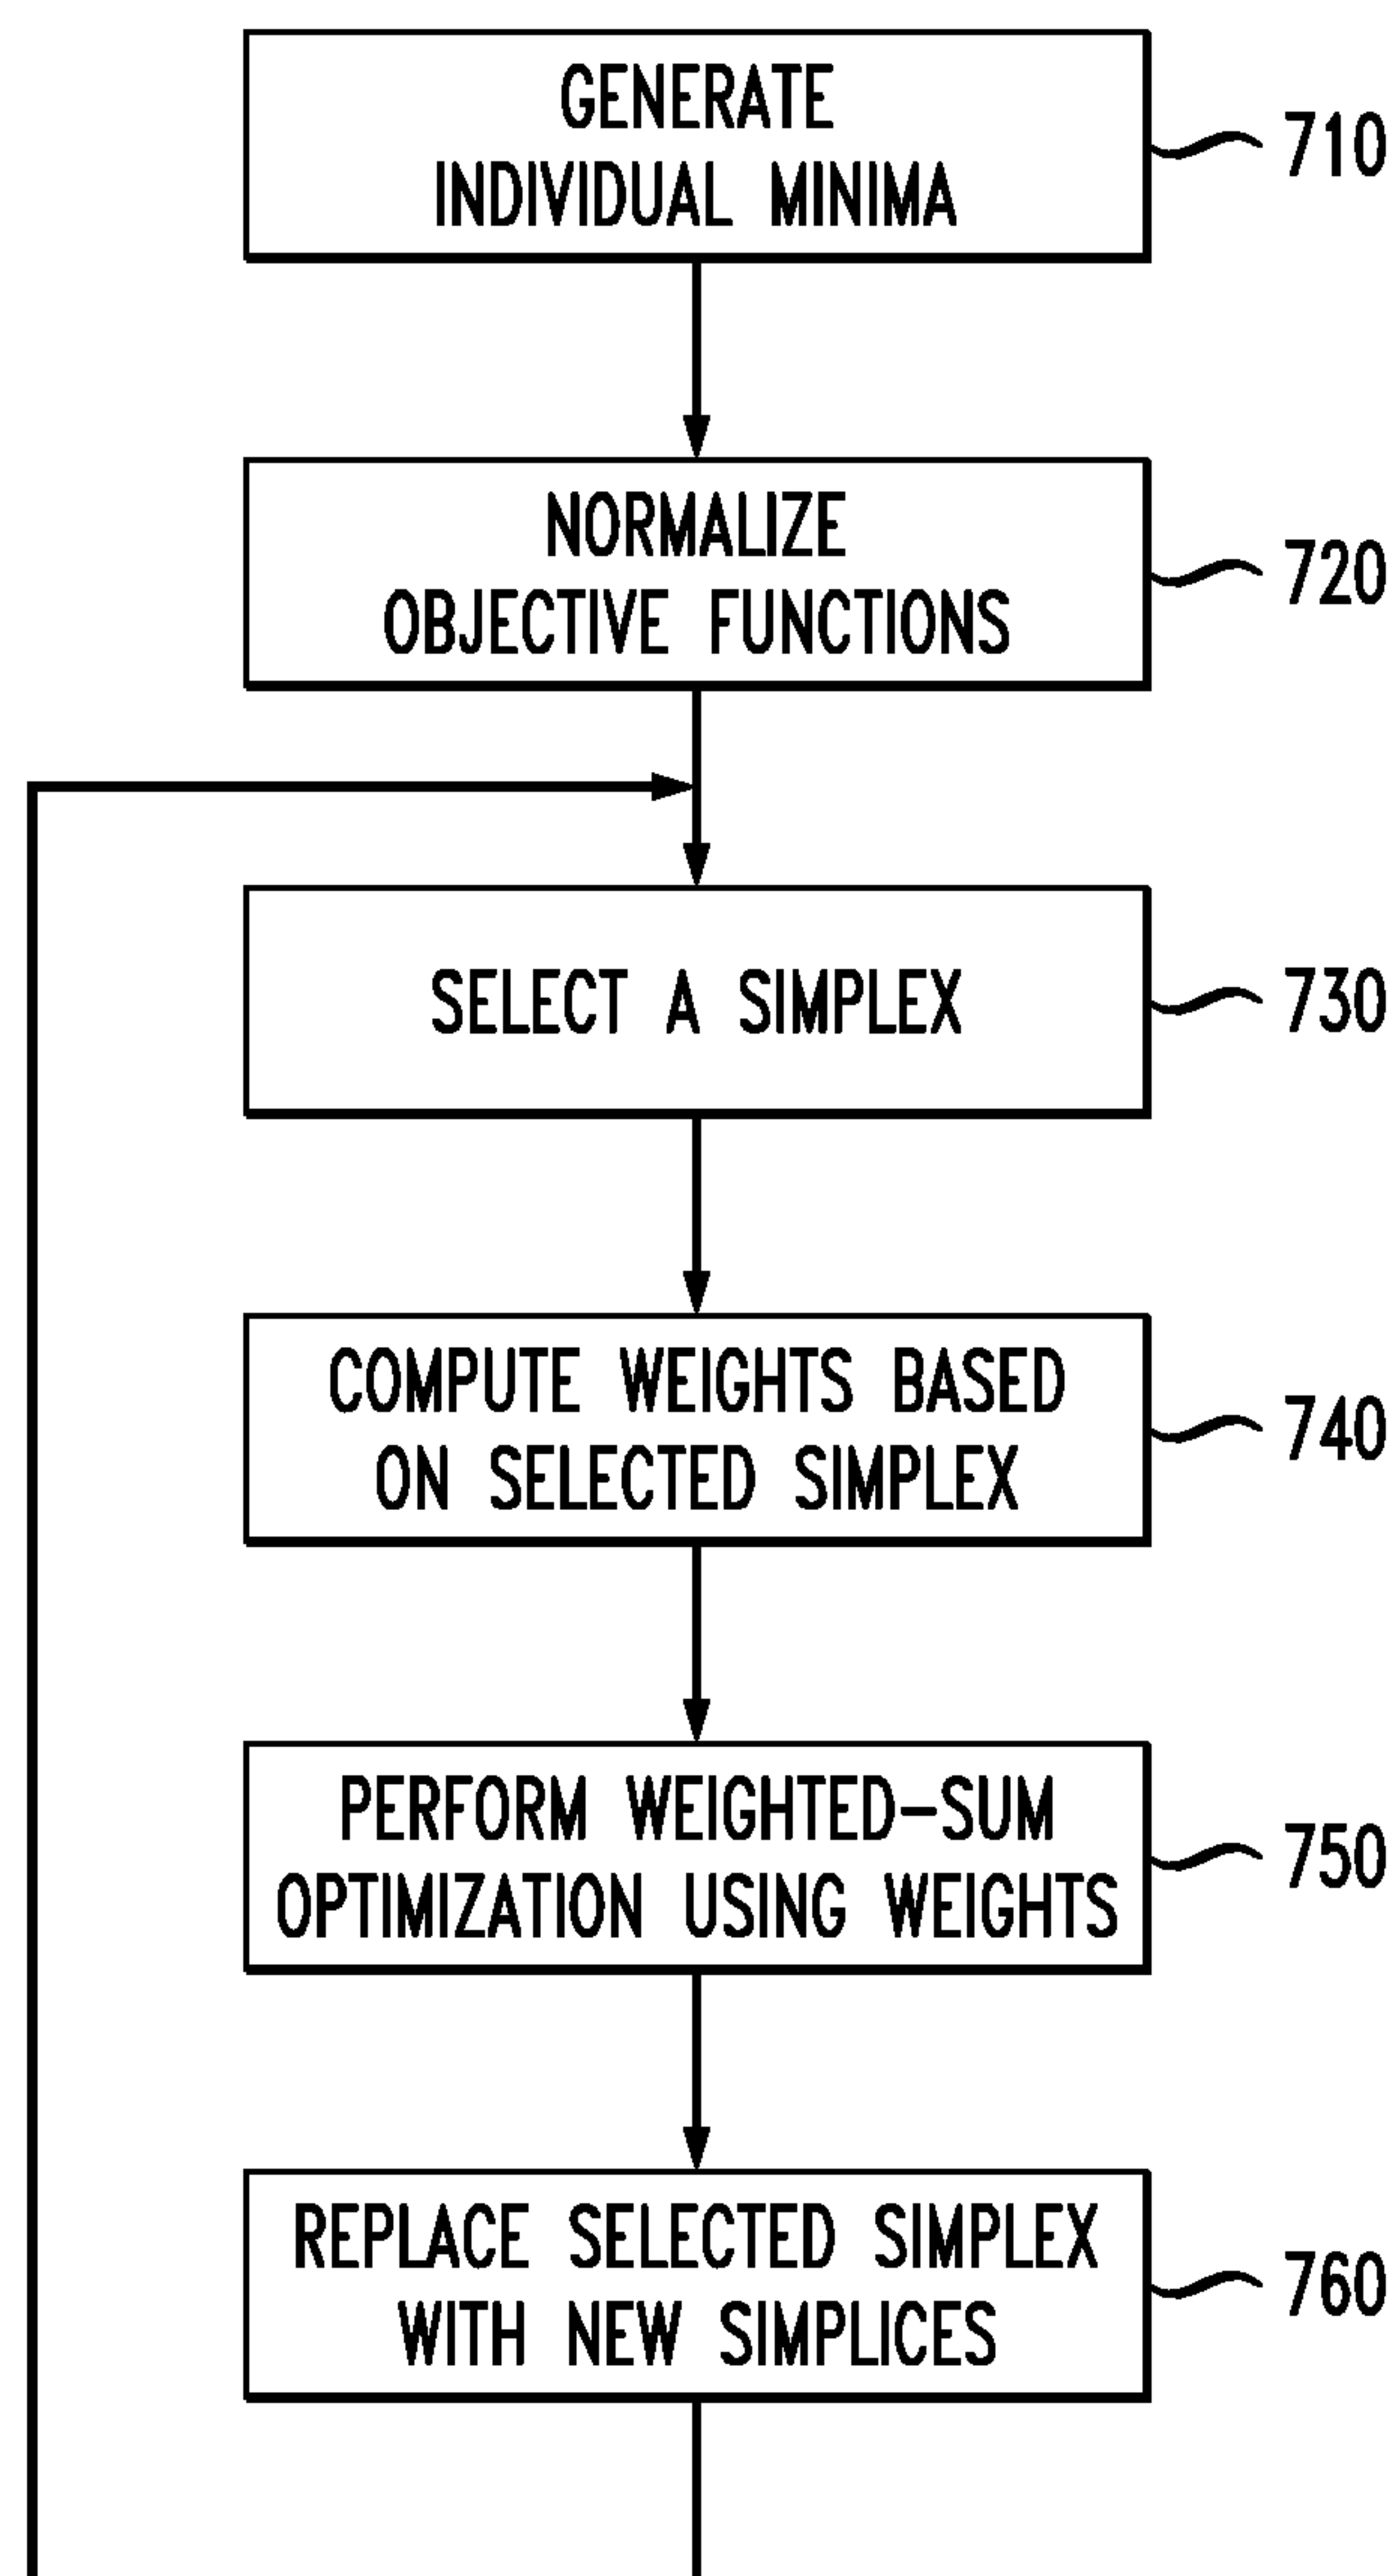 GENERATE
INDIVIDUAL MINIMA
710
NORMALIZE
OBJECTIVE FUNCTIONS
720
SELECT A SIMPLEX
730
COMPUTE WEIGHTS BASED
ON SELECTED SIMPLEX
740
PERFORM WEIGHTED-SUM
OPTIMIZATION USING WEIGHTS
750
REPLACE SELECTED SIMPLEX
WITH NEW SIMPLICES
760